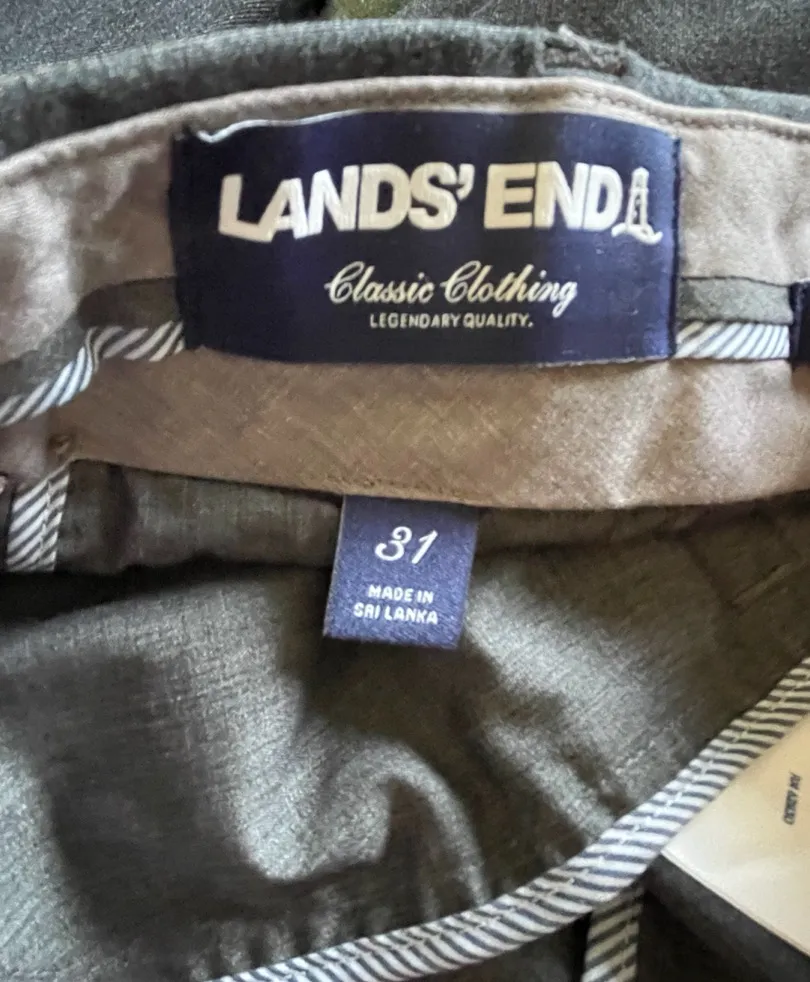 LANDS' END
Classic Clothing
LEGENDARY QUALITY.
31
MADE IN
SRI LANKA